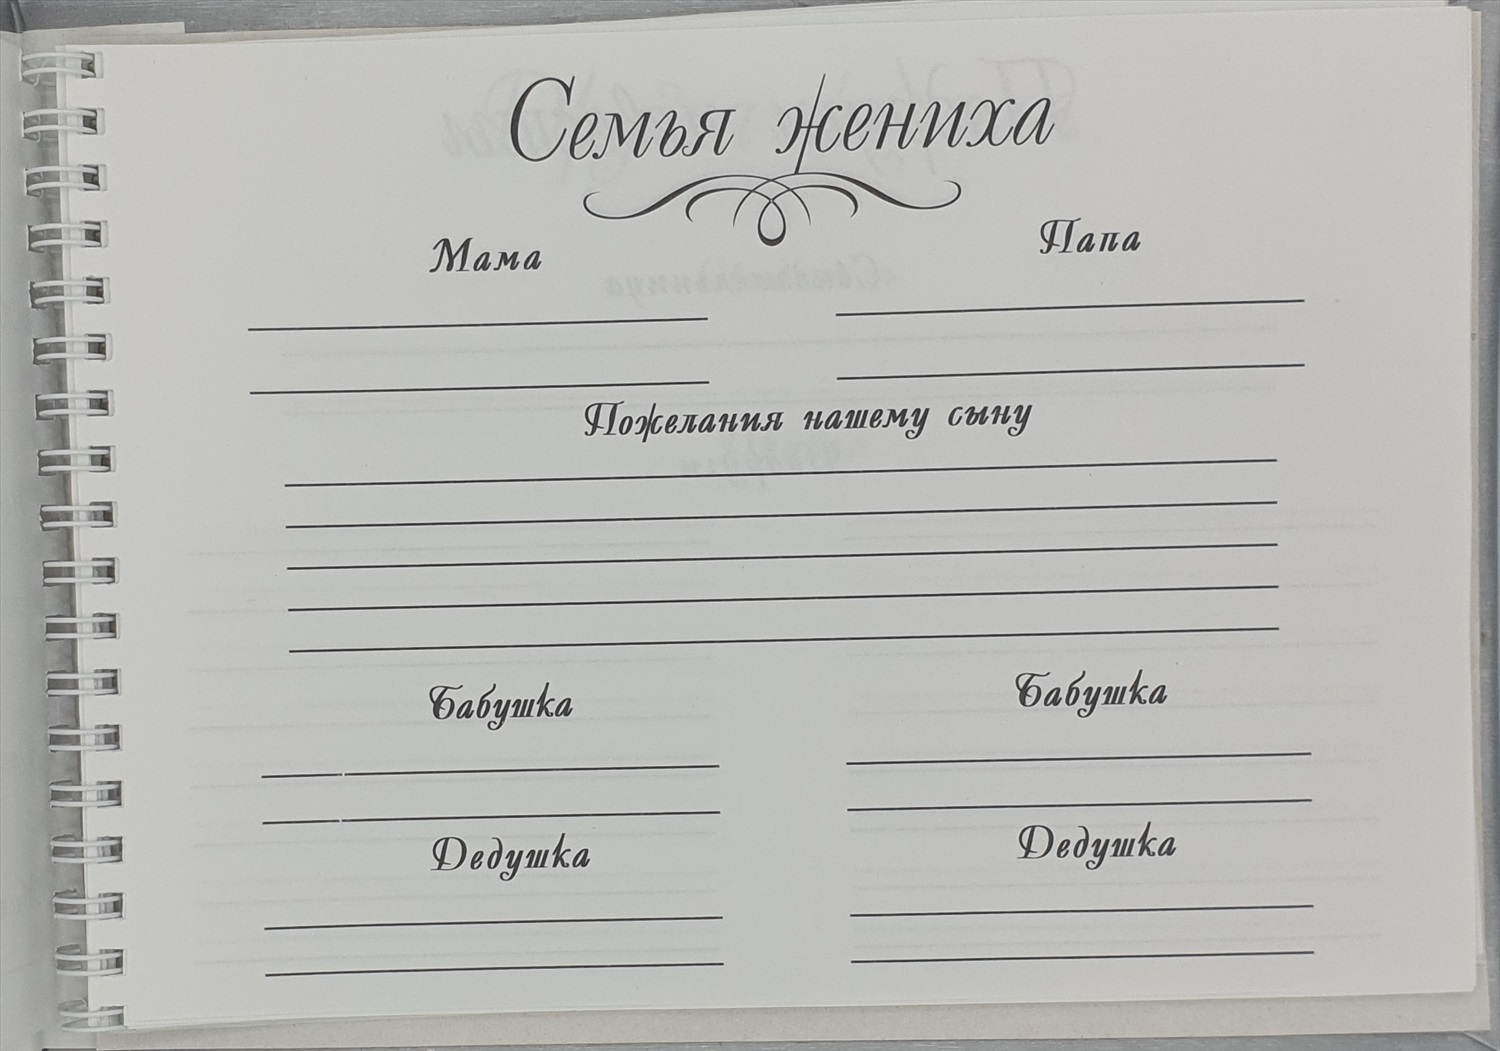 Семья жениха
Мама Папа
Пожелания нашему сыну
Бабушка Бабушка
Дедушка Дедушка